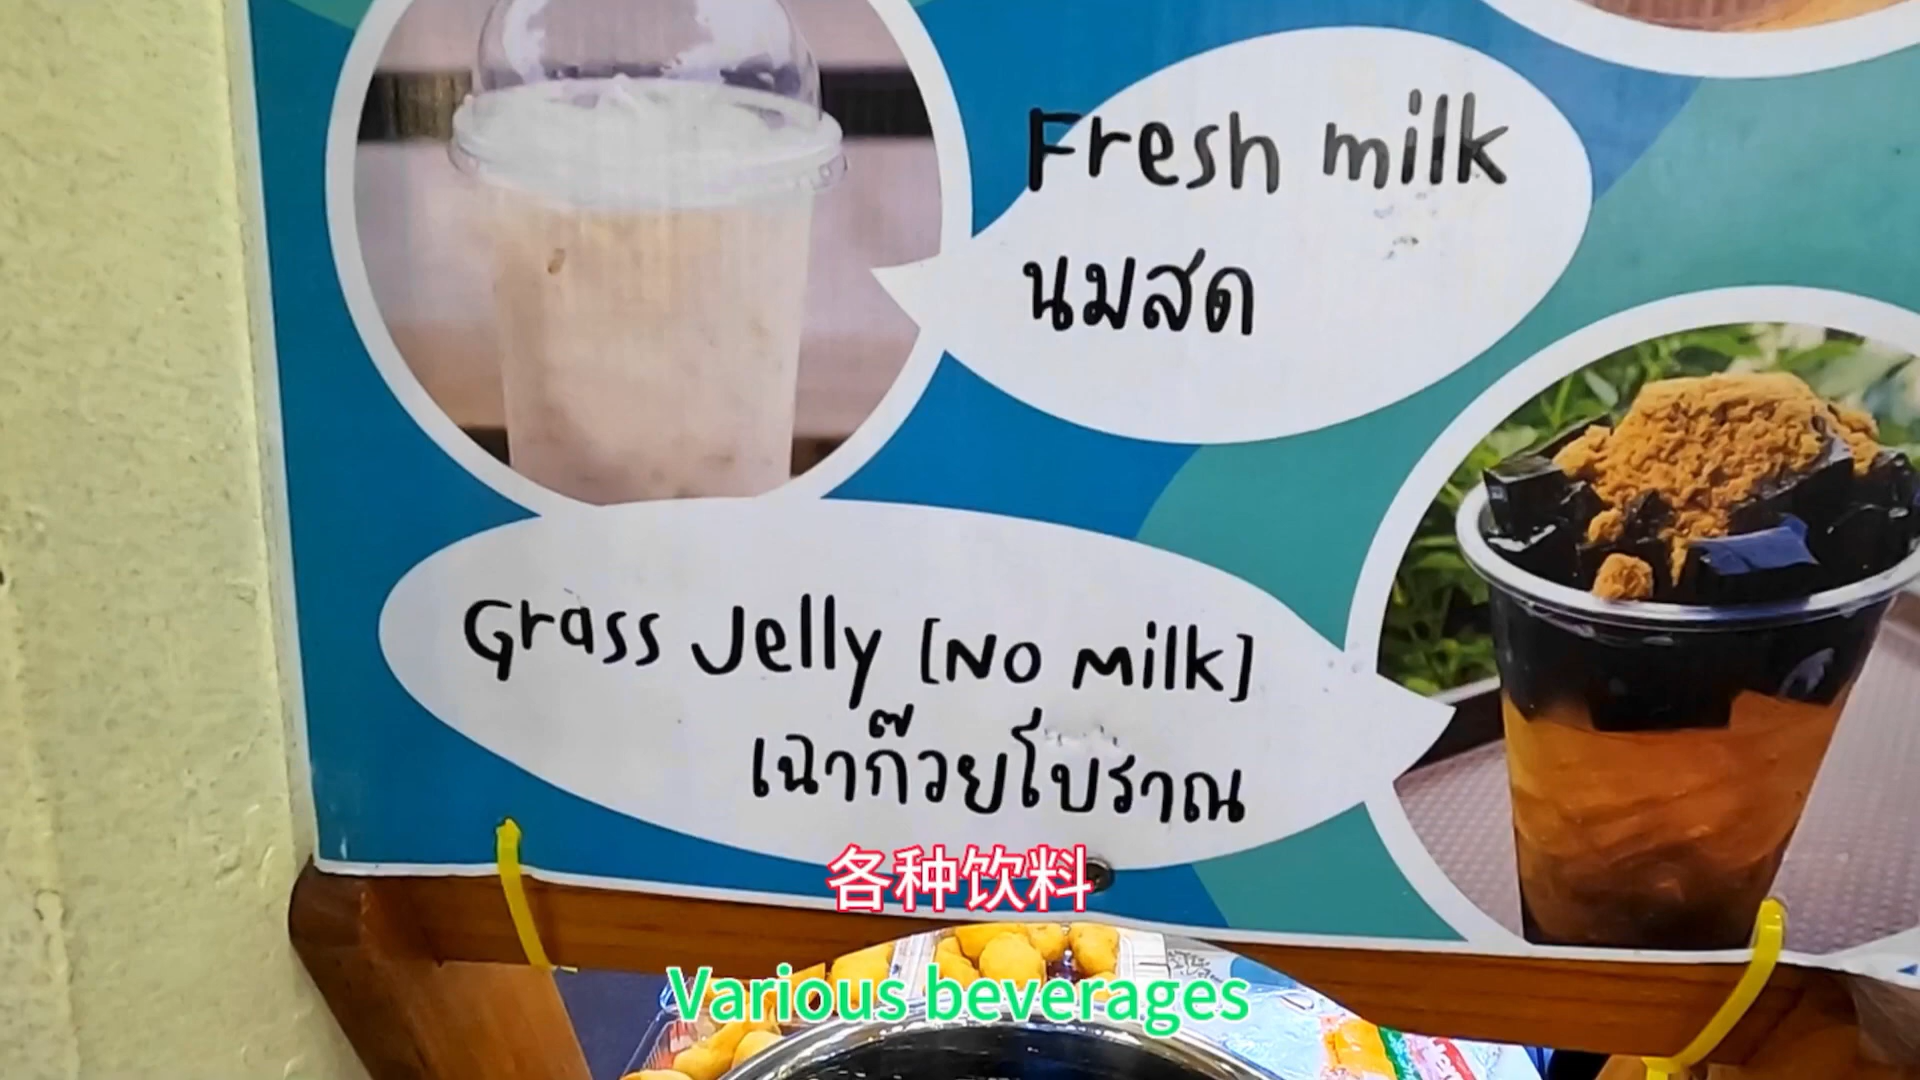 Fresh milk
นมสด
Grass Jelly [No Milk]
เฉาก๊วยโบราณ
各种饮料
Various beverages